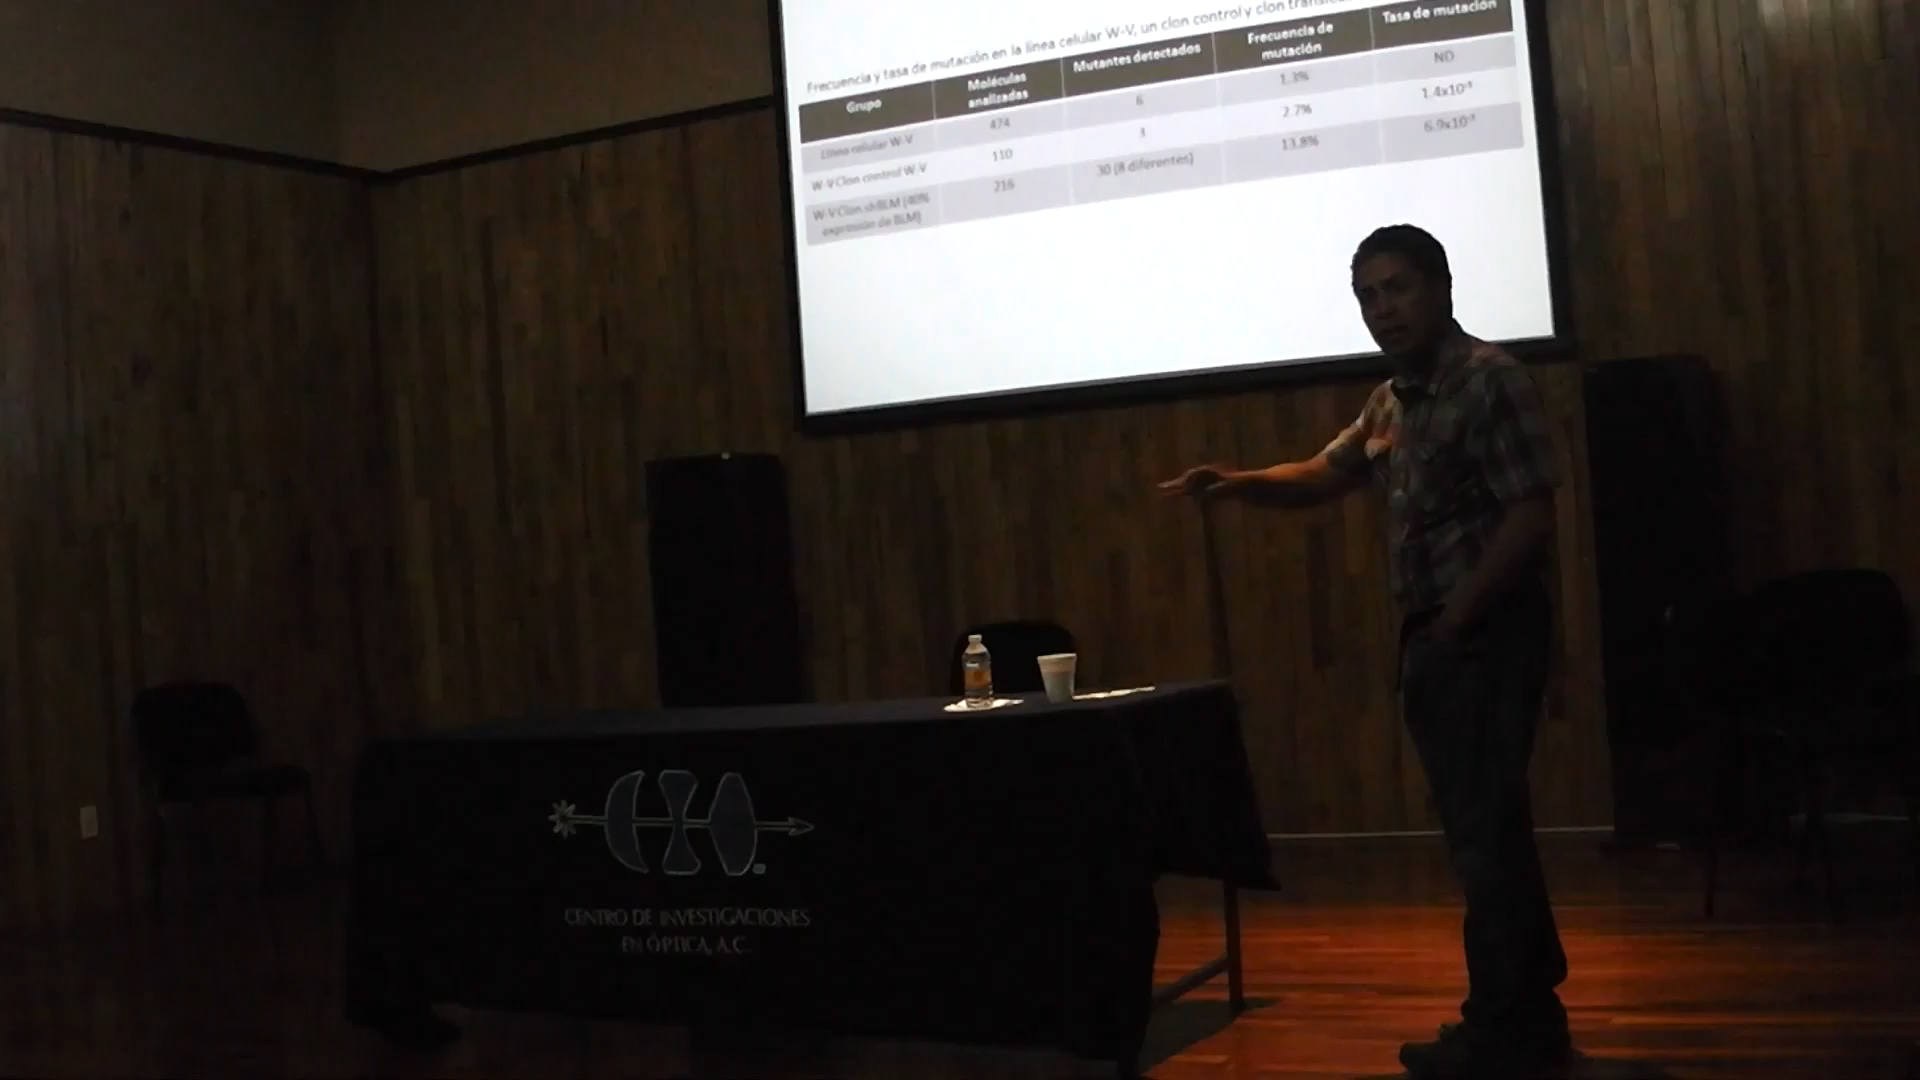 Frecuencia y tasa de mutación en la línea celular W-V, un clon control y clon
Grupo
Moléculas
analizadas
Mutantes detectados
Frecuencia de
mutación
Tasa de mutación
Línea celular W-V
474
6
1.3%
ND
W-V Clon control W-V
110
3
2.7%
W-V Clon shBLM (40%
expresión de BLM)
216
30 (8 diferentes)
13.8%
CIO.
CENTRO DE INVESTIGACIONES
EN ÓPTICA, A.C.